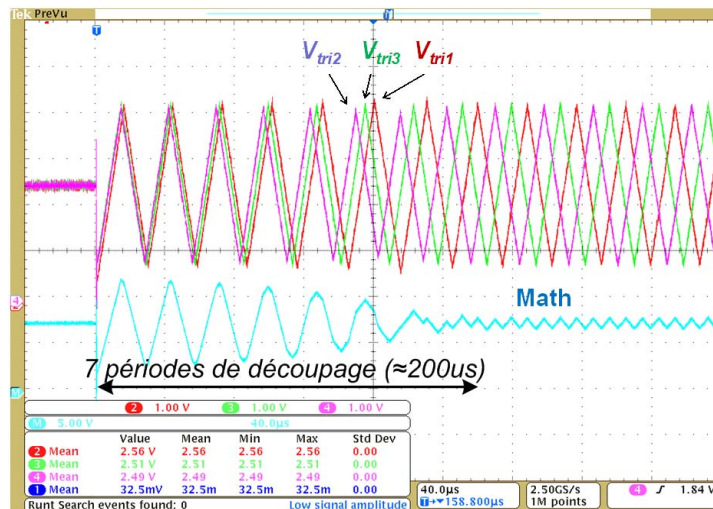 Tek PreVu
T
Vtri2 Vtri3 Vtri1
4
Math
7 périodes de découpage (≈200us)
M
2 1.00 V 3 1.00 V 4 1.00 V
M 5.00 V 40.0µs
Value Mean Min Max Std Dev
2 Mean 2.56 V 2.56 2.56 2.56 0.00
3 Mean 2.51 V 2.51 2.51 2.51 0.00
4 Mean 2.49 V 2.49 2.49 2.49 0.00
1 Mean 32.5mV 32.5m 32.5m 32.5m 0.00
40.0µs 2.50GS/s 4 1.84 V
T→▼158.800µs 1M points
Runt Search events found: 0 Low signal amplitude